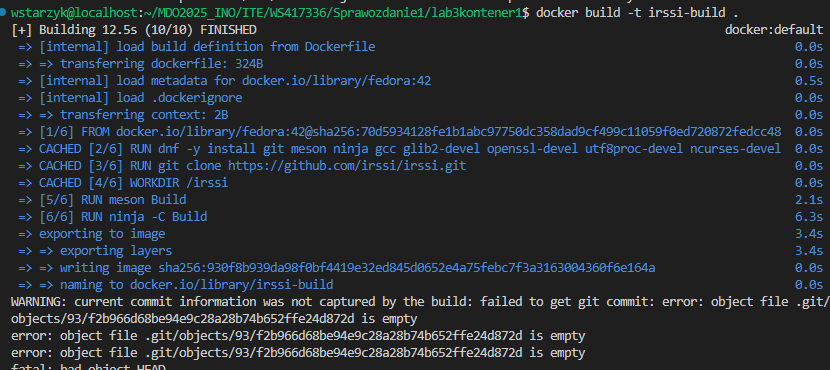 wstarzyk@localhost:~/MDO2025_INO/ITE/WS417336/Sprawozdanie1/lab3kontener1$ docker build -t irssi-build .
[+] Building 12.5s (10/10) FINISHED docker:default
=> [internal] load build definition from Dockerfile 0.0s
=> => transferring dockerfile: 324B 0.0s
=> [internal] load metadata for docker.io/library/fedora:42 0.5s
=> [internal] load .dockerignore 0.0s
=> => transferring context: 2B 0.0s
=> [1/6] FROM docker.io/library/fedora:42@sha256:70d5934128fe1b1abc97750dc358dad9cf499c11059f0ed720872fedcc48 0.0s
=> CACHED [2/6] RUN dnf -y install git meson ninja gcc glib2-devel openssl-devel utf8proc-devel ncurses-devel 0.0s
=> CACHED [3/6] RUN git clone https://github.com/irssi/irssi.git 0.0s
=> CACHED [4/6] WORKDIR /irssi 0.0s
=> [5/6] RUN meson Build 2.1s
=> [6/6] RUN ninja -C Build 6.3s
=> exporting to image 3.4s
=> => exporting layers 3.4s
=> => writing image sha256:930f8b939da98f0bf4419e32ed845d0652e4a75febc7f3a3163004360f6e164a 0.0s
=> => naming to docker.io/library/irssi-build 0.0s
WARNING: current commit information was not captured by the build: failed to get git commit: error: object file .git/
objects/93/f2b966d68be94e9c28a28b74b652ffe24d872d is empty
error: object file .git/objects/93/f2b966d68be94e9c28a28b74b652ffe24d872d is empty
error: object file .git/objects/93/f2b966d68be94e9c28a28b74b652ffe24d872d is empty
fatal: bad object HEAD